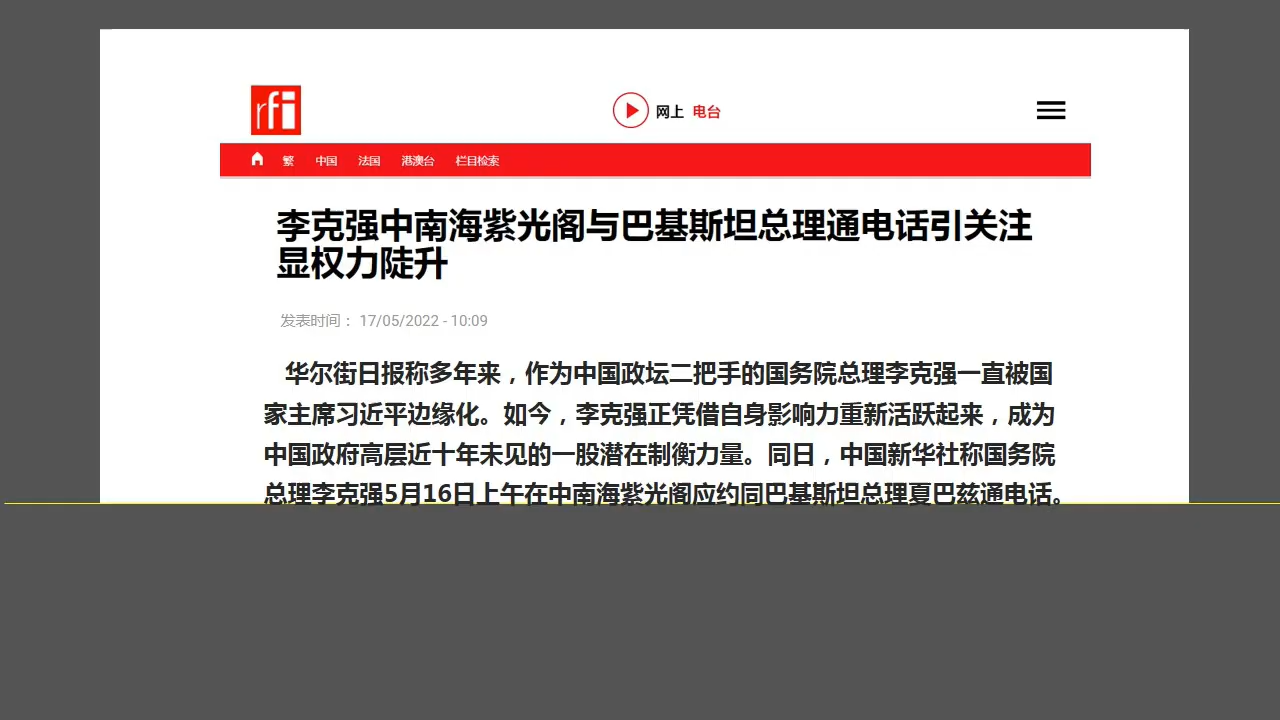 rfi
网上 电台
繁 中国 法国 港澳台 栏目检索
李克强中南海紫光阁与巴基斯坦总理通电话引关注
显权力陡升
发表时间： 17/05/2022 - 10:09
华尔街日报称多年来，作为中国政坛二把手的国务院总理李克强一直被国
家主席习近平边缘化。如今，李克强正凭借自身影响力重新活跃起来，成为
中国政府高层近十年未见的一股潜在制衡力量。同日，中国新华社称国务院
总理李克强5月16日上午在中南海紫光阁应约同巴基斯坦总理夏巴兹通电话。